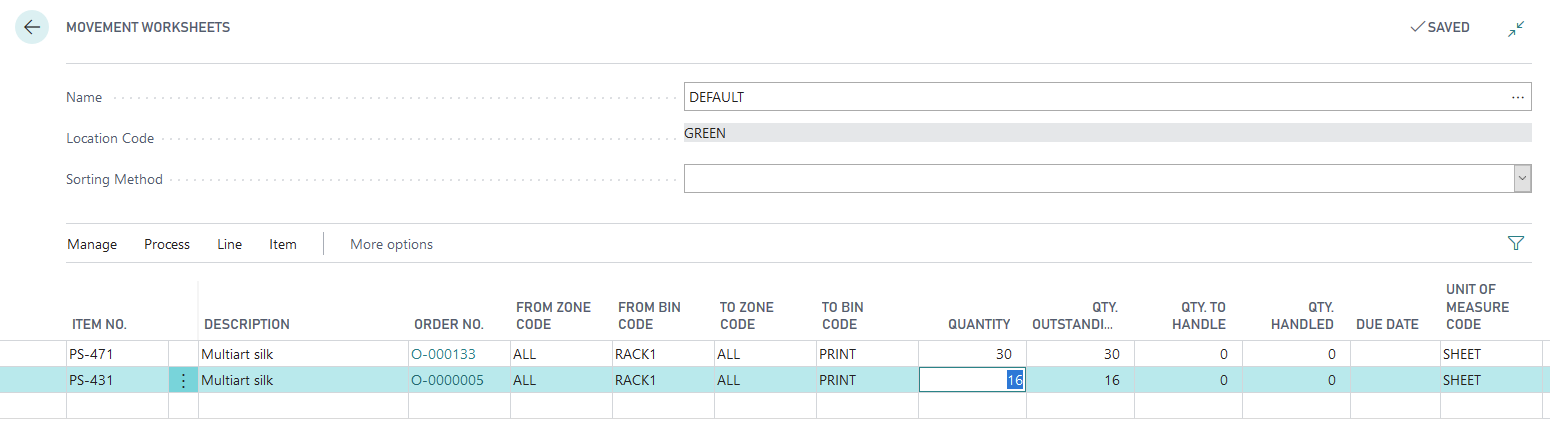 MOVEMENT WORKSHEETS
SAVED
Name DEFAULT ...
Location Code GREEN
Sorting Method
Manage Process Line Item More options
ITEM NO. DESCRIPTION ORDER NO. FROM ZONE CODE FROM BIN CODE TO ZONE CODE TO BIN CODE QUANTITY QTY. OUTSTANDI... QTY. TO HANDLE QTY. HANDLED DUE DATE UNIT OF MEASURE CODE
PS-471 Multiart silk O-000133 ALL RACK1 ALL PRINT 30 30 0 0 SHEET
PS-431 Multiart silk O-0000005 ALL RACK1 ALL PRINT 16 16 0 0 SHEET